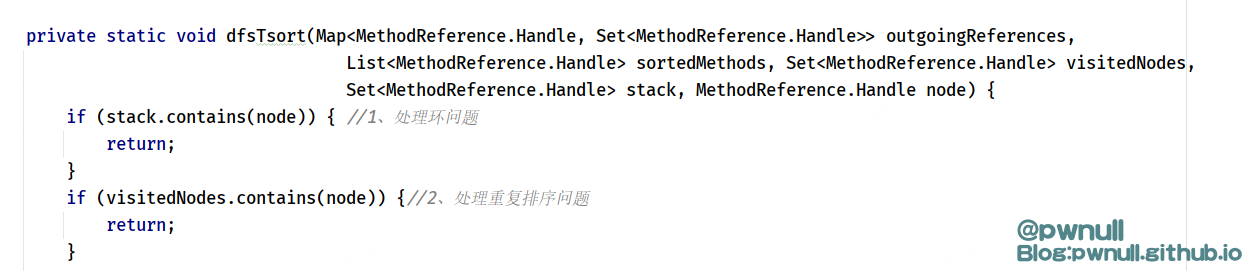 private static void dfsTsort(Map<MethodReference.Handle, Set<MethodReference.Handle>> outgoingReferences,
List<MethodReference.Handle> sortedMethods, Set<MethodReference.Handle> visitedNodes,
Set<MethodReference.Handle> stack, MethodReference.Handle node) {
if (stack.contains(node)) { //1、处理环问题
return;
}
if (visitedNodes.contains(node)) {//2、处理重复排序问题
return;
}
@pwnull
Blog:pwnull.github.io